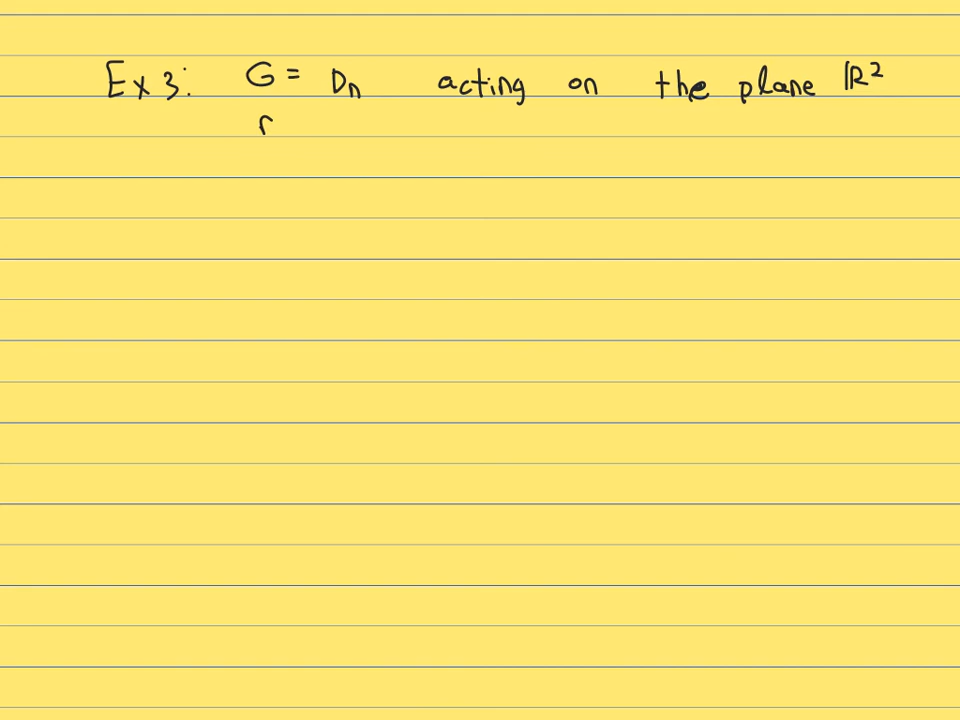 Ex 3: G = Dn acting on the plane ℝ²
r